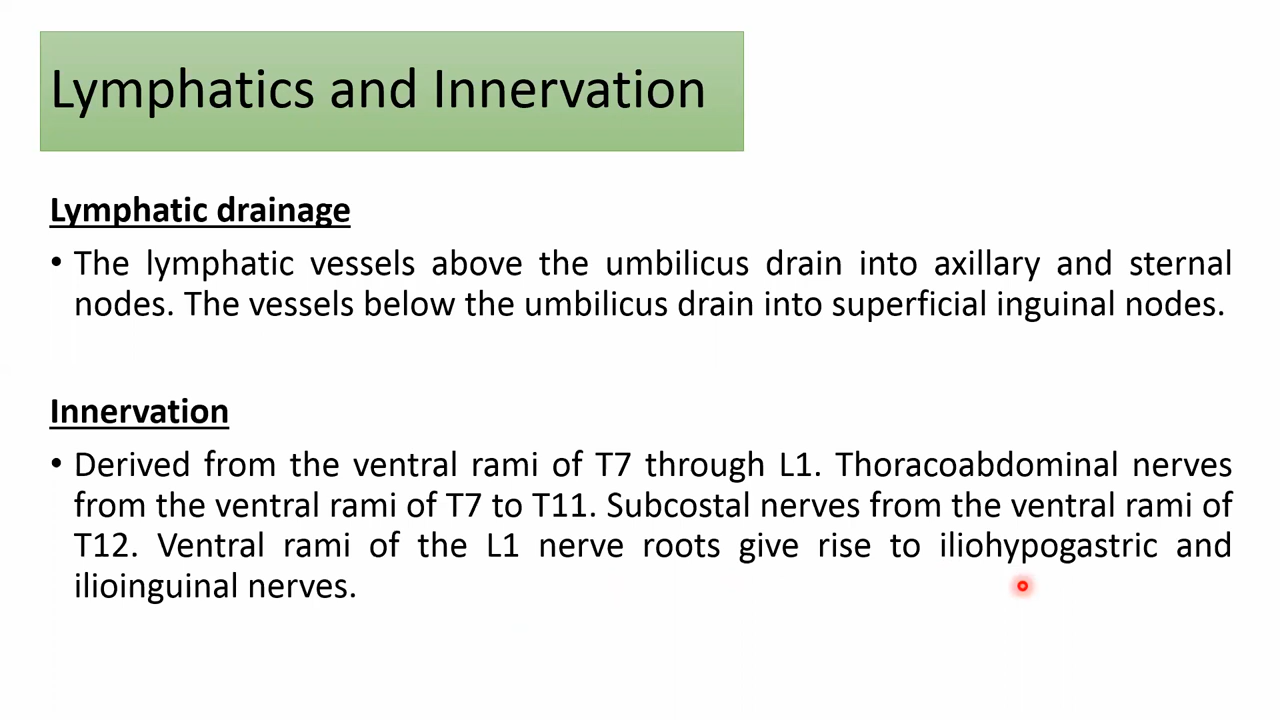 Lymphatics and Innervation
Lymphatic drainage
• The lymphatic vessels above the umbilicus drain into axillary and sternal
nodes. The vessels below the umbilicus drain into superficial inguinal nodes.
Innervation
• Derived from the ventral rami of T7 through L1. Thoracoabdominal nerves
from the ventral rami of T7 to T11. Subcostal nerves from the ventral rami of
T12. Ventral rami of the L1 nerve roots give rise to iliohypogastric and
ilioinguinal nerves.